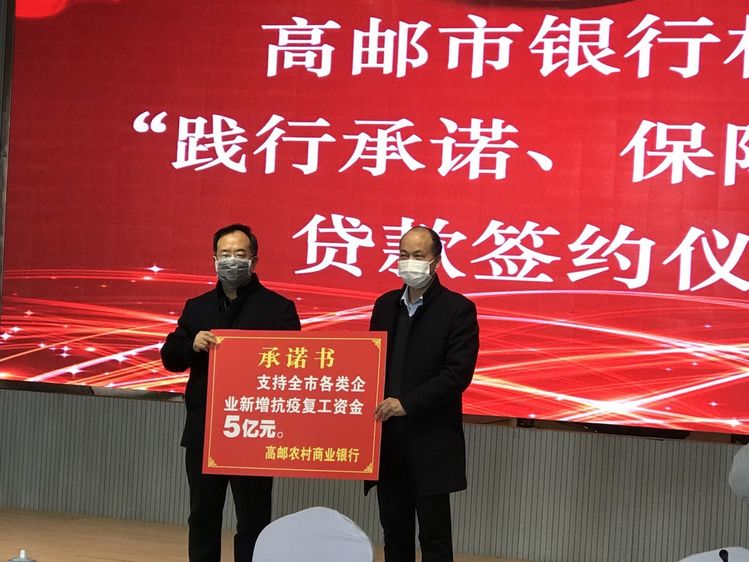 高邮市银行
“践行承诺、保障
贷款签约仪
承诺书
支持全市各类企
业新增抗疫复工资金
5亿元。
高邮农村商业银行